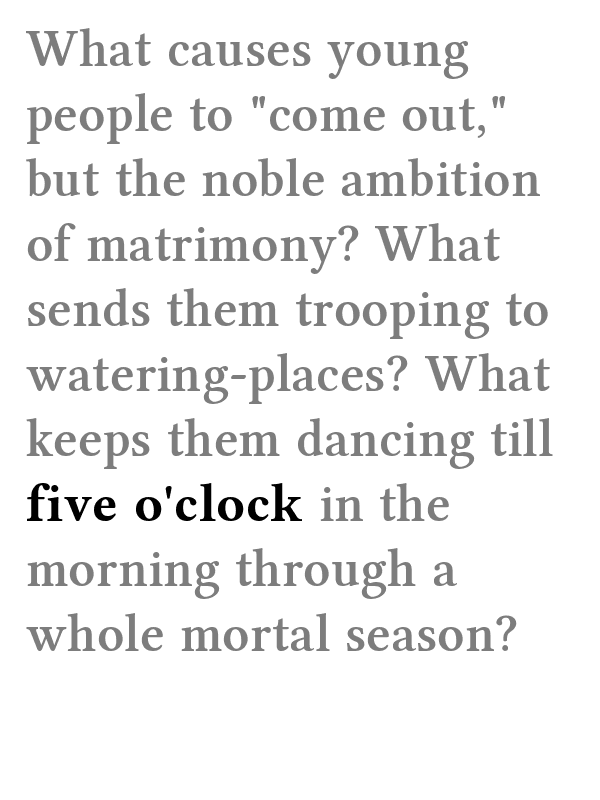 What causes young
people to "come out,"
but the noble ambition
of matrimony? What
sends them trooping to
watering-places? What
keeps them dancing till
five o'clock in the
morning through a
whole mortal season?